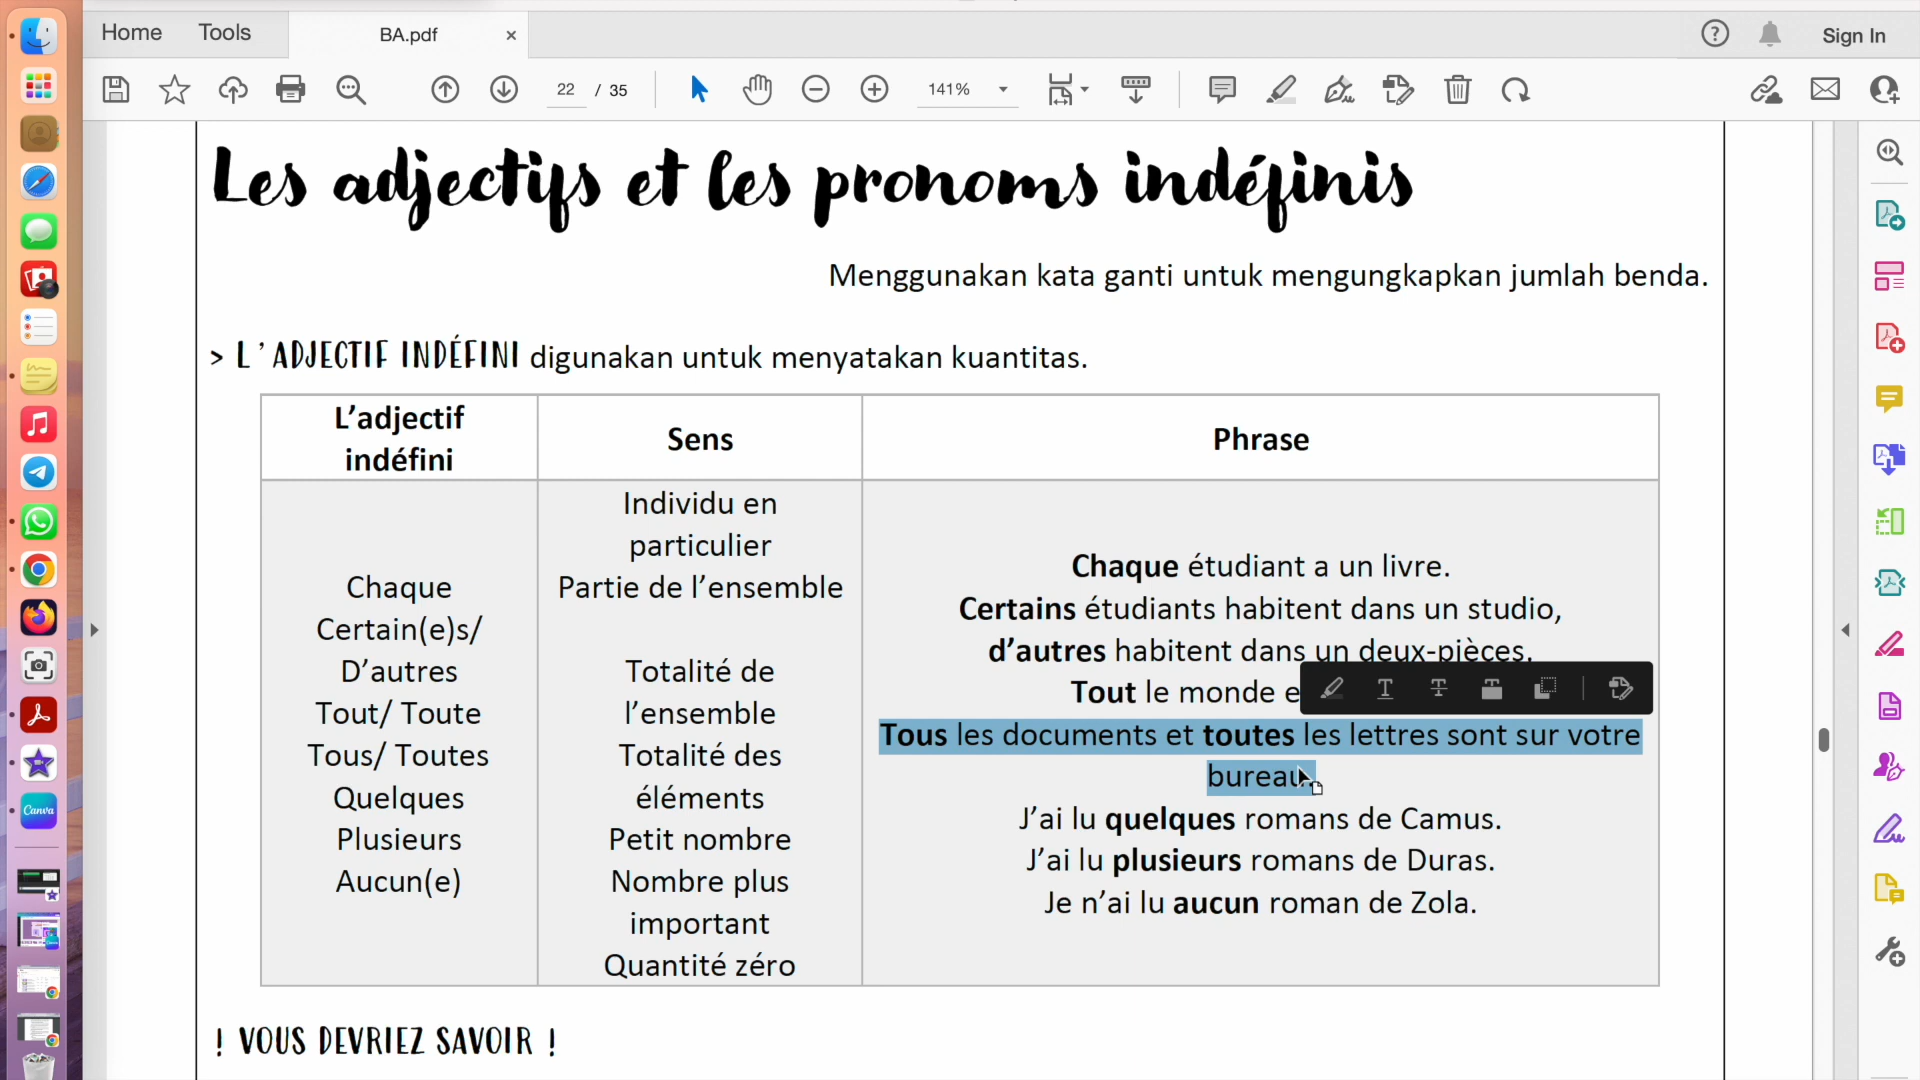 Home
Tools
BA.pdf
Sign In
22 / 35
141%
Les adjectifs et les pronoms indéfinis
Menggunakan kata ganti untuk mengungkapkan jumlah benda.
> L'ADJECTIF INDÉFINI digunakan untuk menyatakan kuantitas.
L’adjectif
indéfini
Sens
Phrase
Chaque
Certain(e)s/
D’autres
Tout/ Toute
Tous/ Toutes
Quelques
Plusieurs
Aucun(e)
Individu en
particulier
Partie de l’ensemble
Totalité de
l’ensemble
Totalité des
éléments
Petit nombre
Nombre plus
important
Quantité zéro
Chaque étudiant a un livre.
Certains étudiants habitent dans un studio,
d’autres habitent dans un deux-pièces.
Tout le monde
Tous les documents et toutes les lettres sont sur votre
bureau.
J’ai lu quelques romans de Camus.
J’ai lu plusieurs romans de Duras.
Je n’ai lu aucun roman de Zola.
! VOUS DEVRIEZ SAVOIR !
Canva